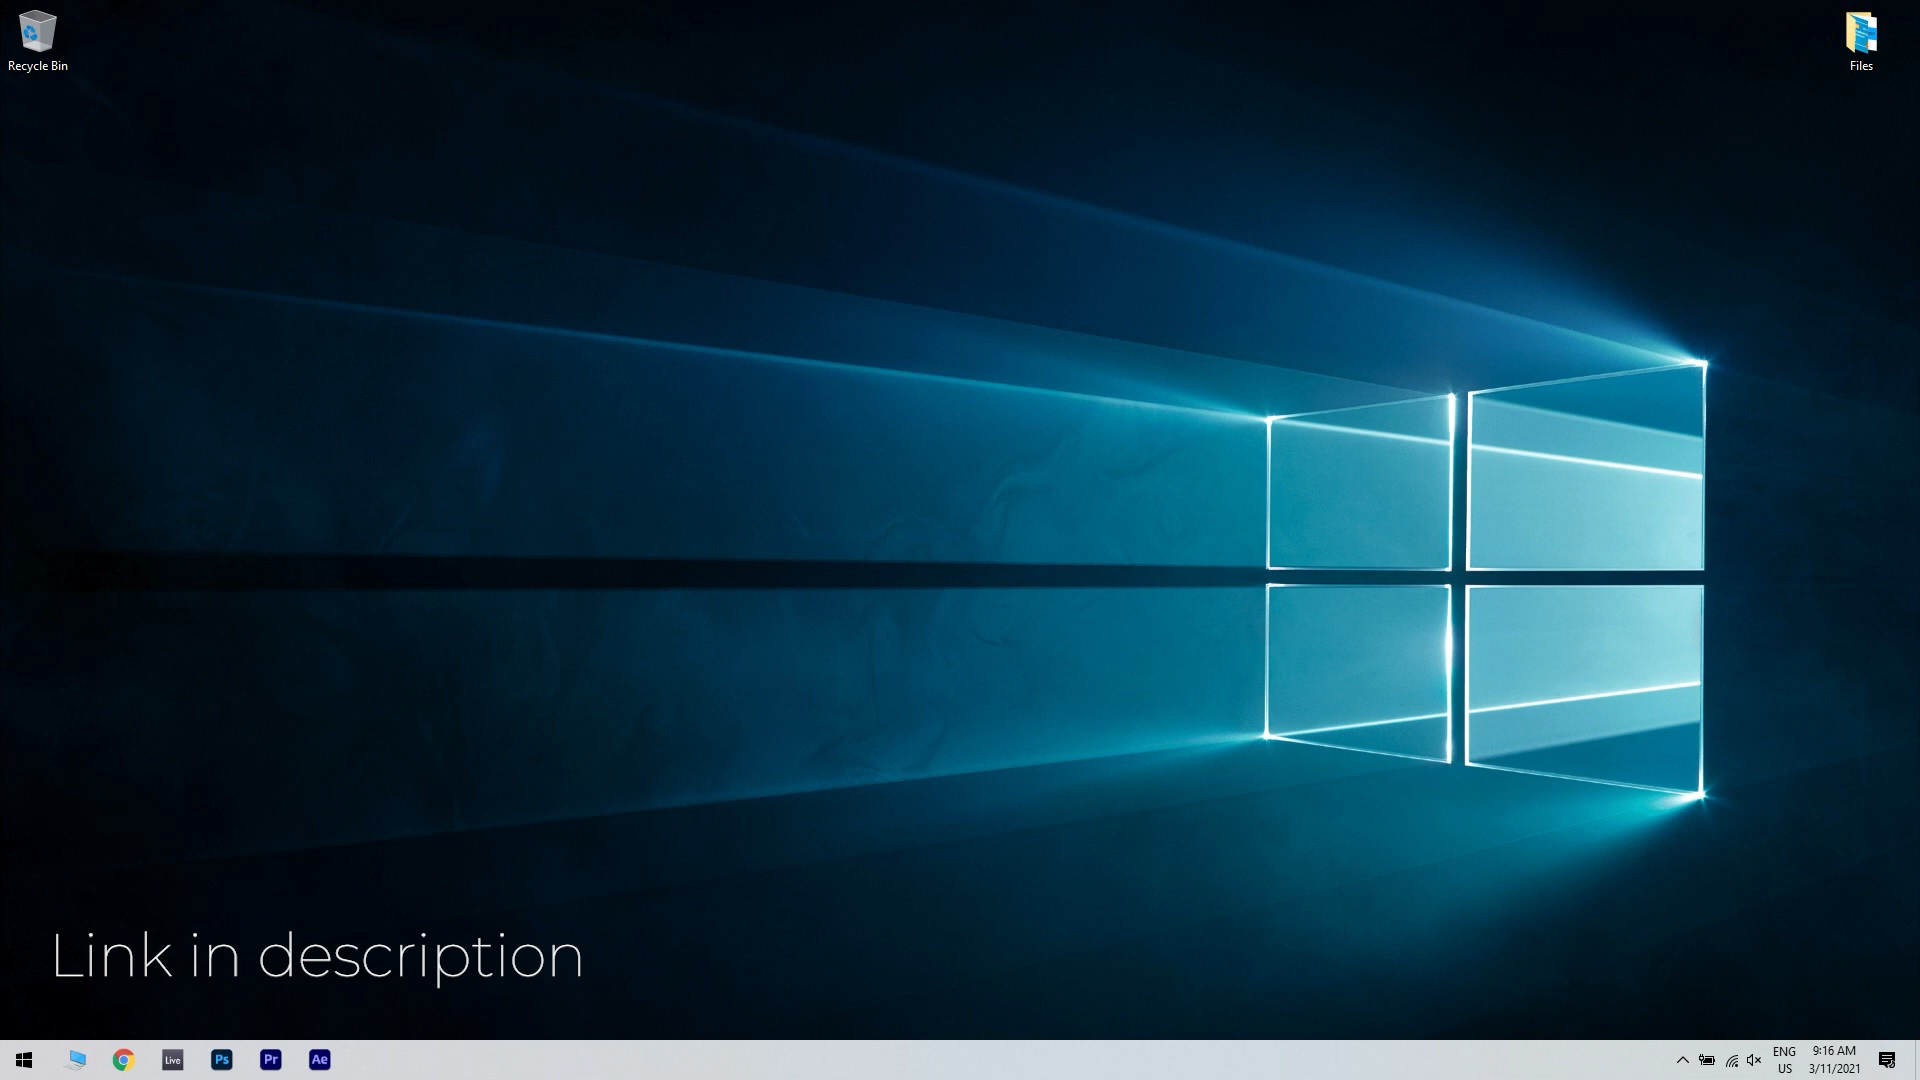 Recycle Bin
Files
Link in description
Live
Ps
Pr
Ae
ENG
US
9:16 AM
3/11/2021